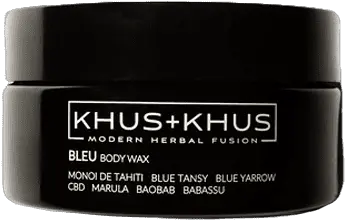 KHUS+KHUS
MODERN HERBAL FUSION
BLEU BODY WAX
MONOI DE TAHITI BLUE TANSY BLUE YARROW
CBD MARULA BAOBAB BABASSU